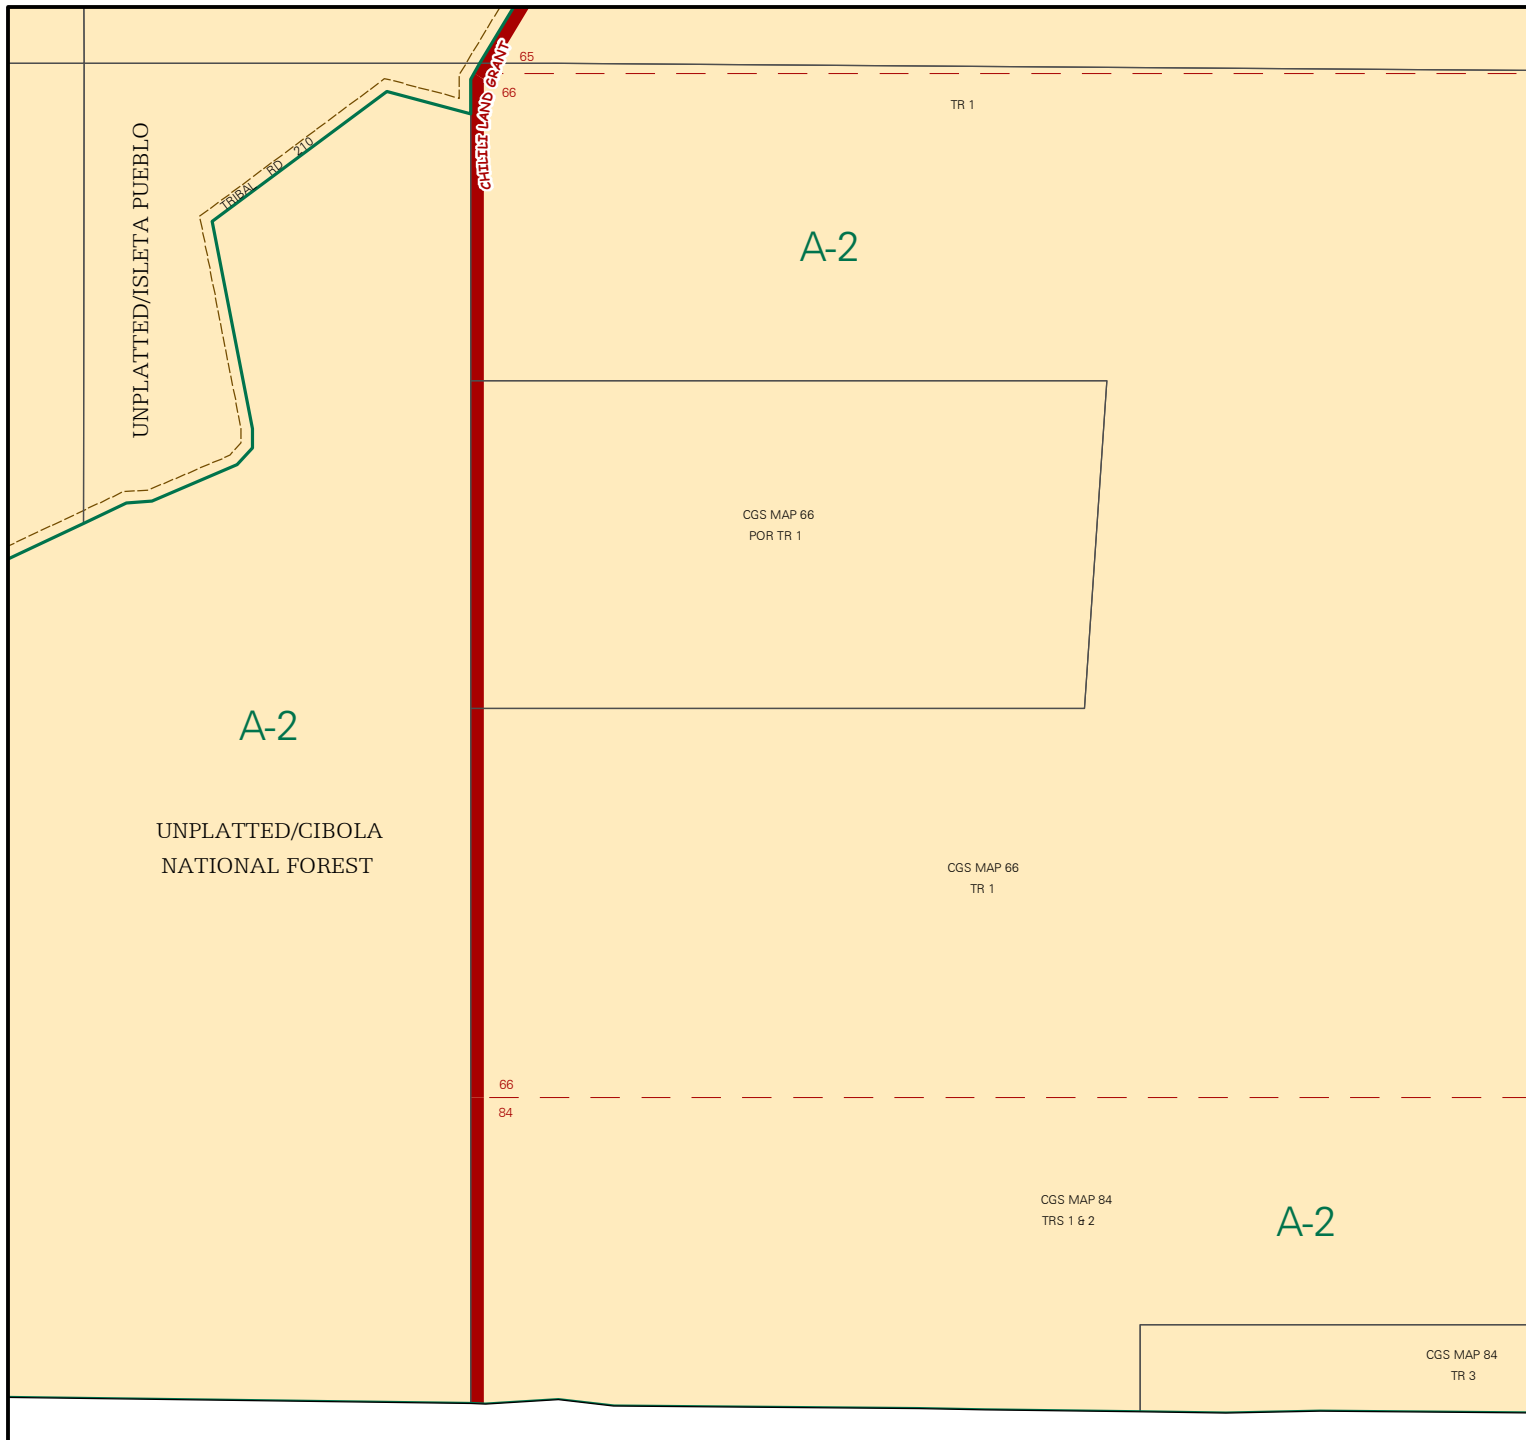 65
66
TR 1
CHILILI LAND GRANT
TRIBAL RD 210
UNPLATTED/ISLETA PUEBLO
A-2
CGS MAP 66
POR TR 1
A-2
UNPLATTED/CIBOLA
NATIONAL FOREST
CGS MAP 66
TR 1
66
84
CGS MAP 84
TRS 1 & 2
A-2
CGS MAP 84
TR 3